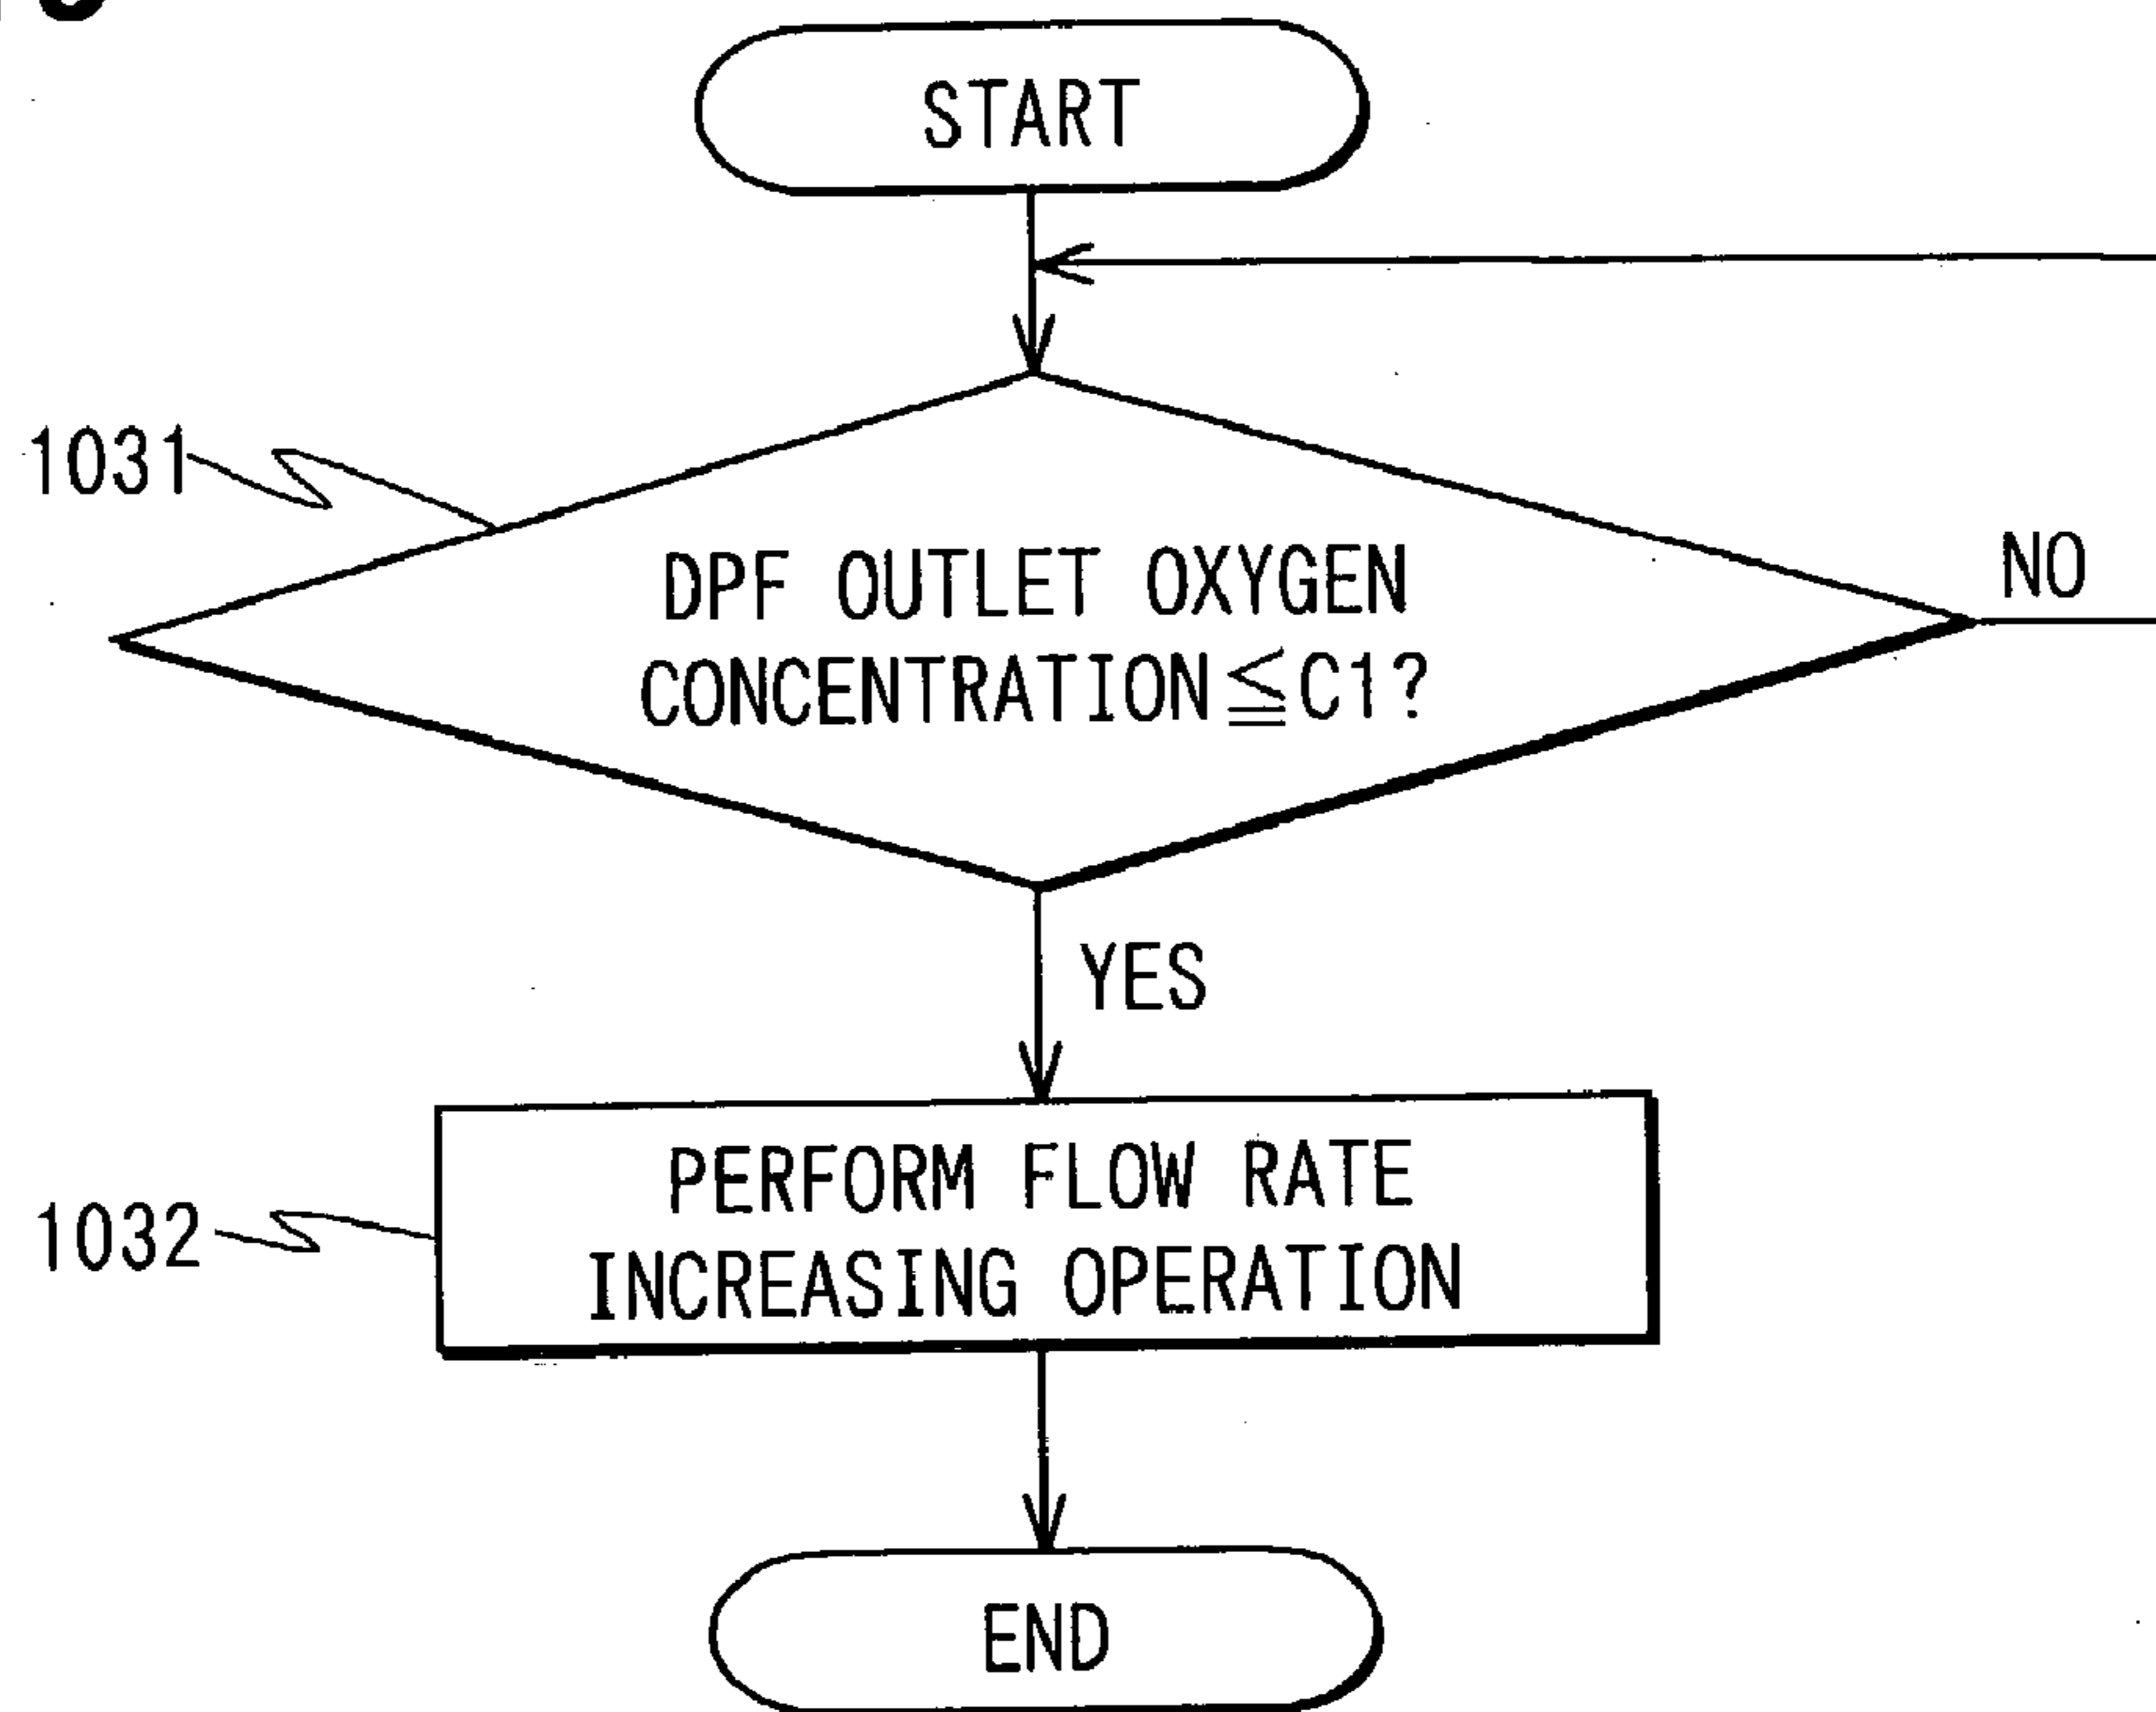 START
1031
DPF OUTLET OXYGEN
CONCENTRATION≦C1?
NO
YES
PERFORM FLOW RATE
INCREASING OPERATION
1032
END